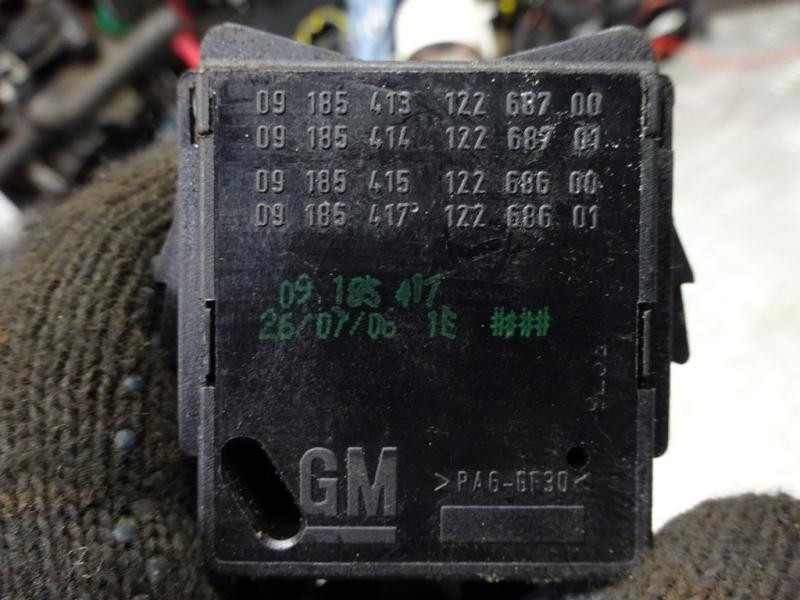 09 185 413 122 687 00
09 185 414 122 687 01
09 185 415 122 686 00
09 185 417 122 686 01
09 185 417
26/07/06 1E ####
GM
>PA6-GF30<